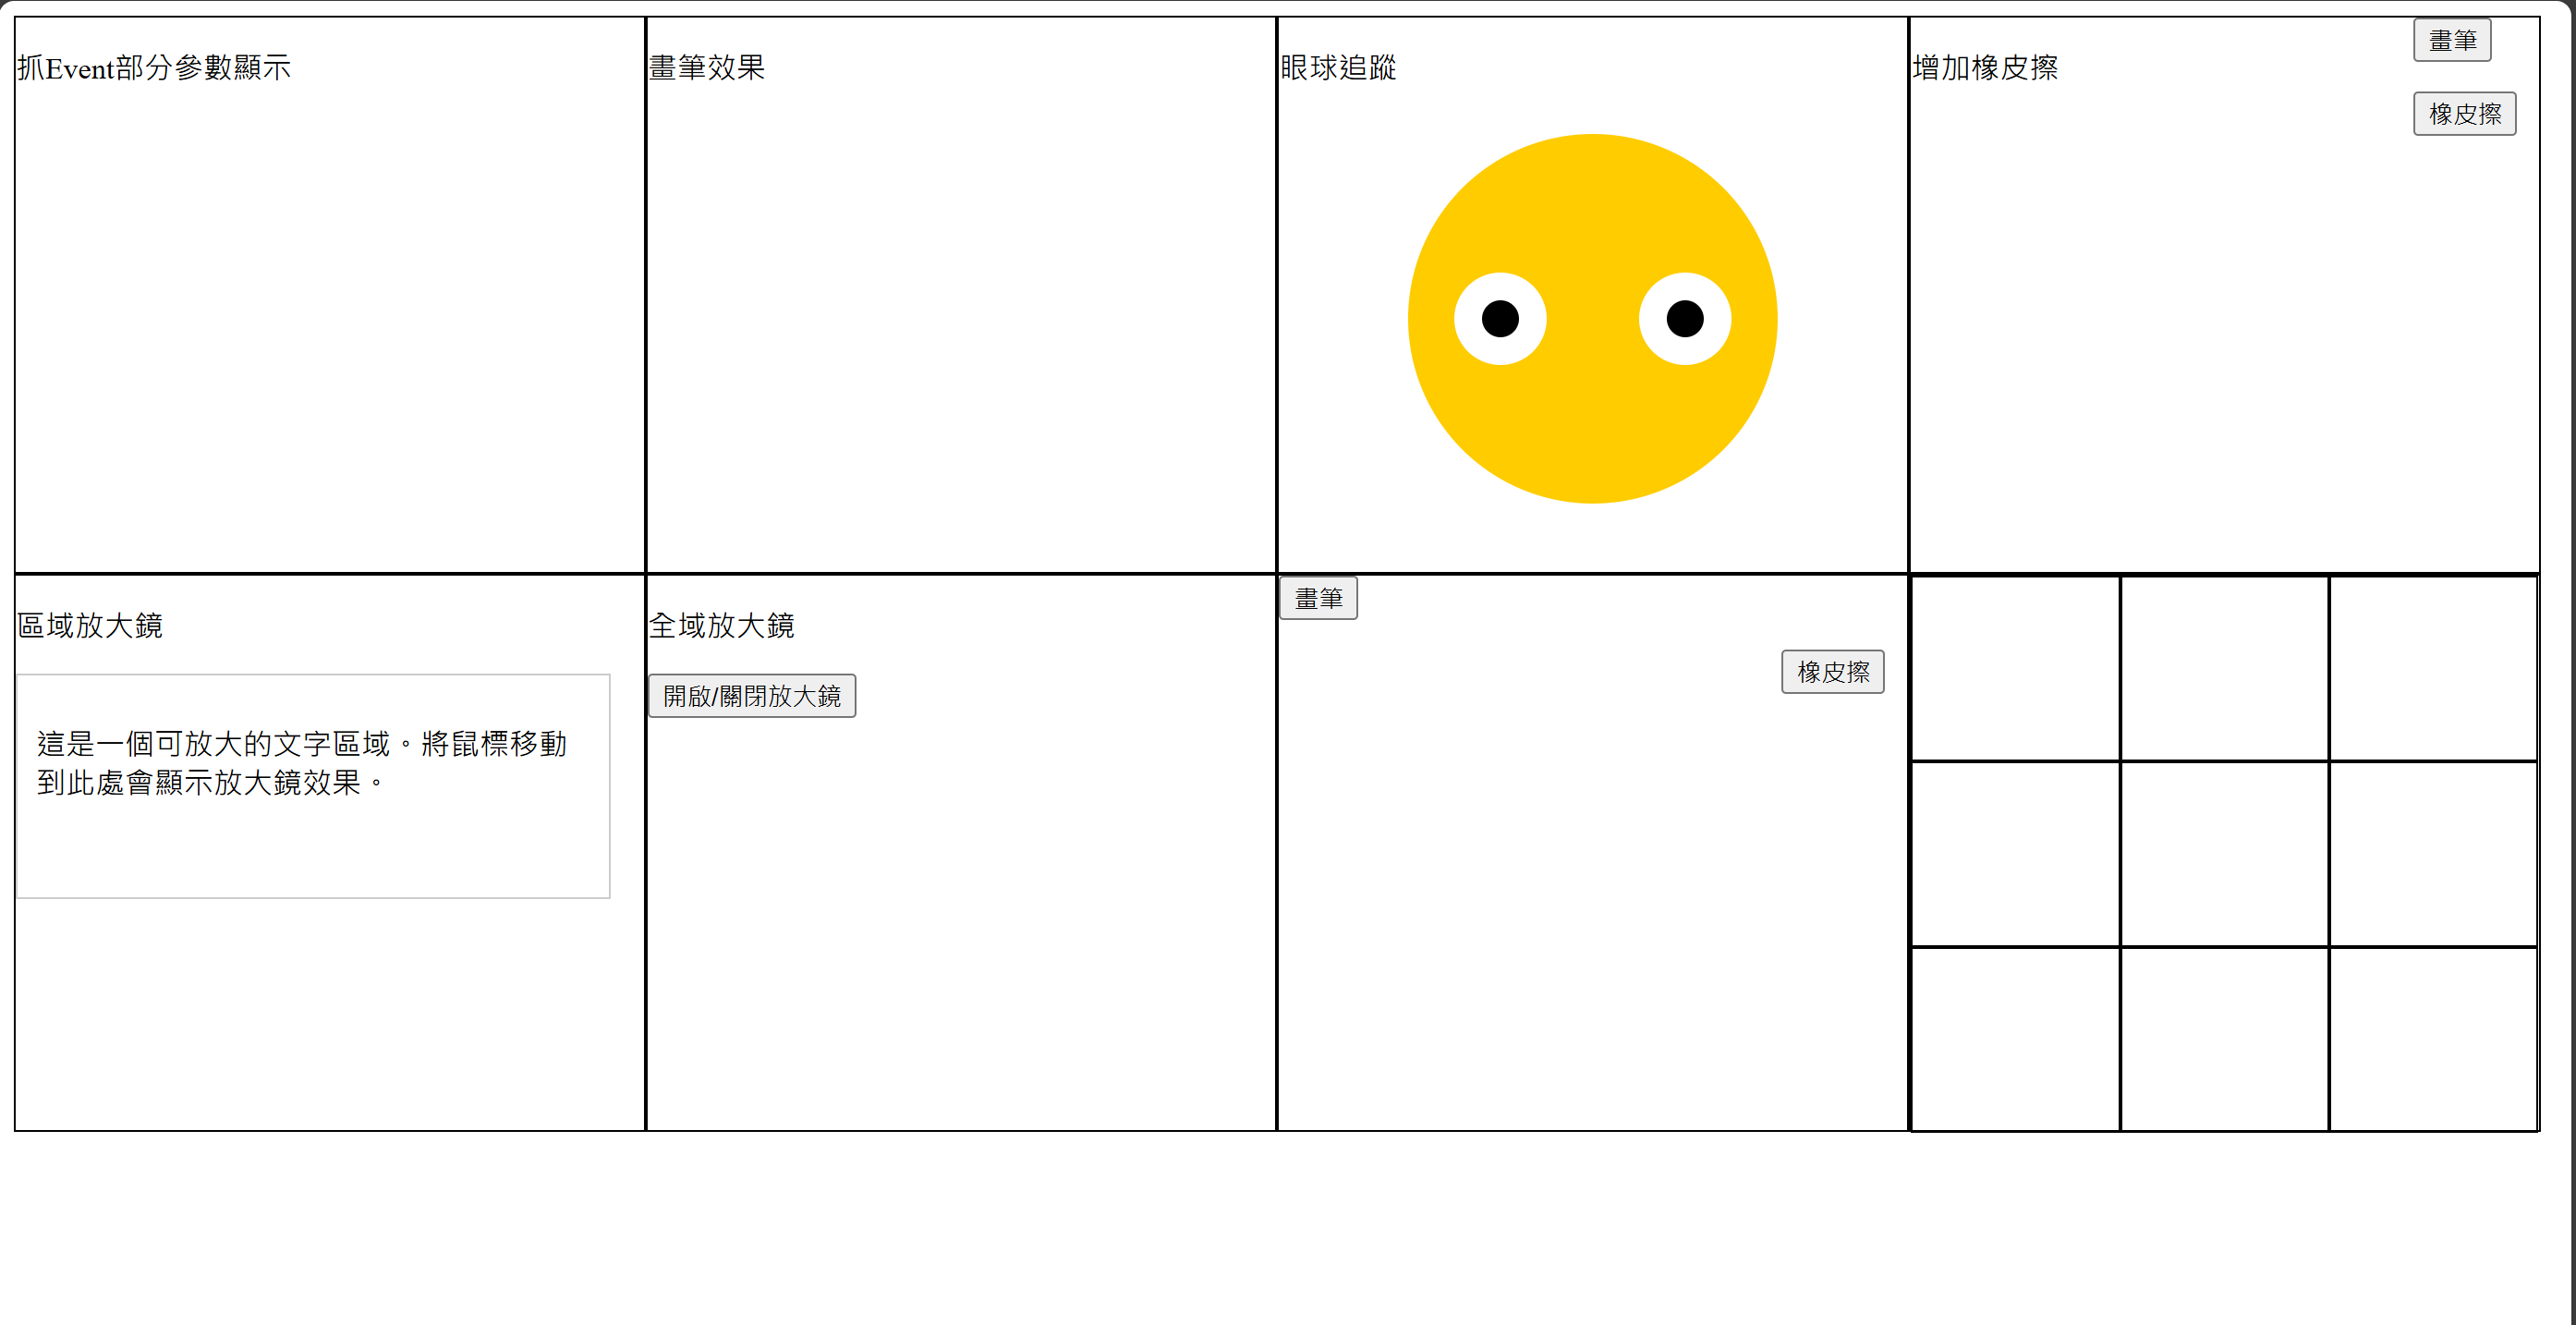 抓Event部分參數顯示
畫筆效果
眼球追蹤
增加橡皮擦
畫筆
橡皮擦
區域放大鏡
這是一個可放大的文字區域。將鼠標移動
到此處會顯示放大鏡效果。
全域放大鏡
開啟/關閉放大鏡
畫筆
橡皮擦